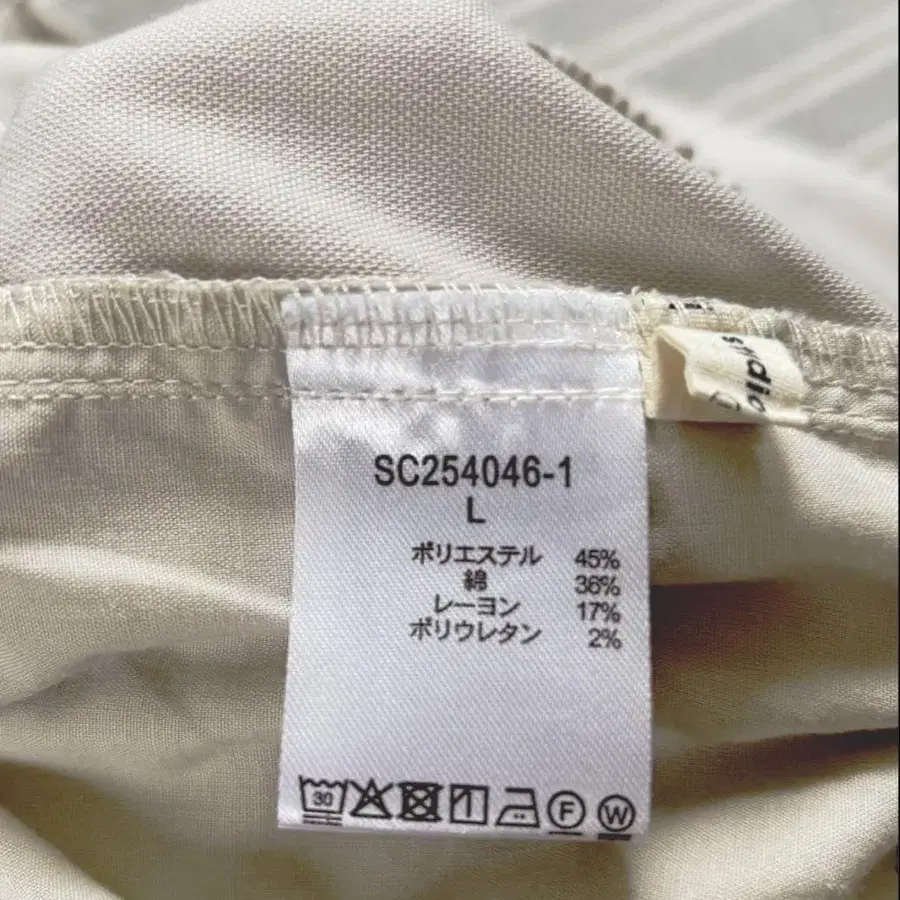 SC254046-1
L
ポリエステル 45%
綿 36%
レーヨン 17%
ポリウレタン 2%
30 F W